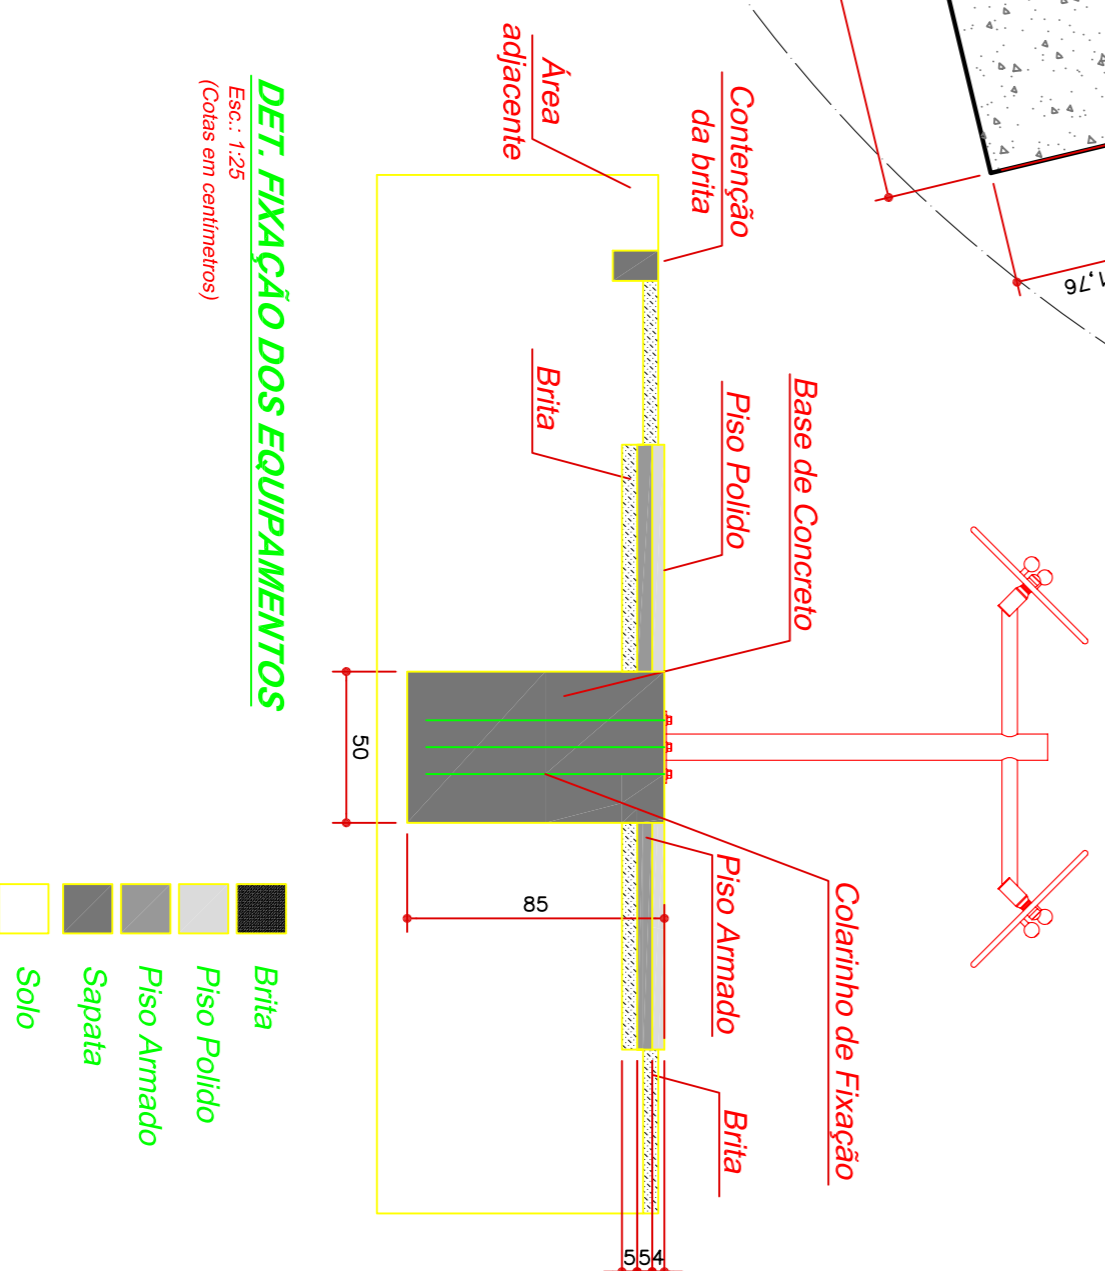 1,76
Contenção
da brita
Área
adjacente
Base de Concreto
Piso Polido
Brita
Colarinho de Fixação
Piso Armado
Brita
50
85
5
5
4
DET. FIXAÇÃO DOS EQUIPAMENTOS
Esc.: 1:25
(Cotas em centímetros)
Brita
Piso Polido
Piso Armado
Sapata
Solo